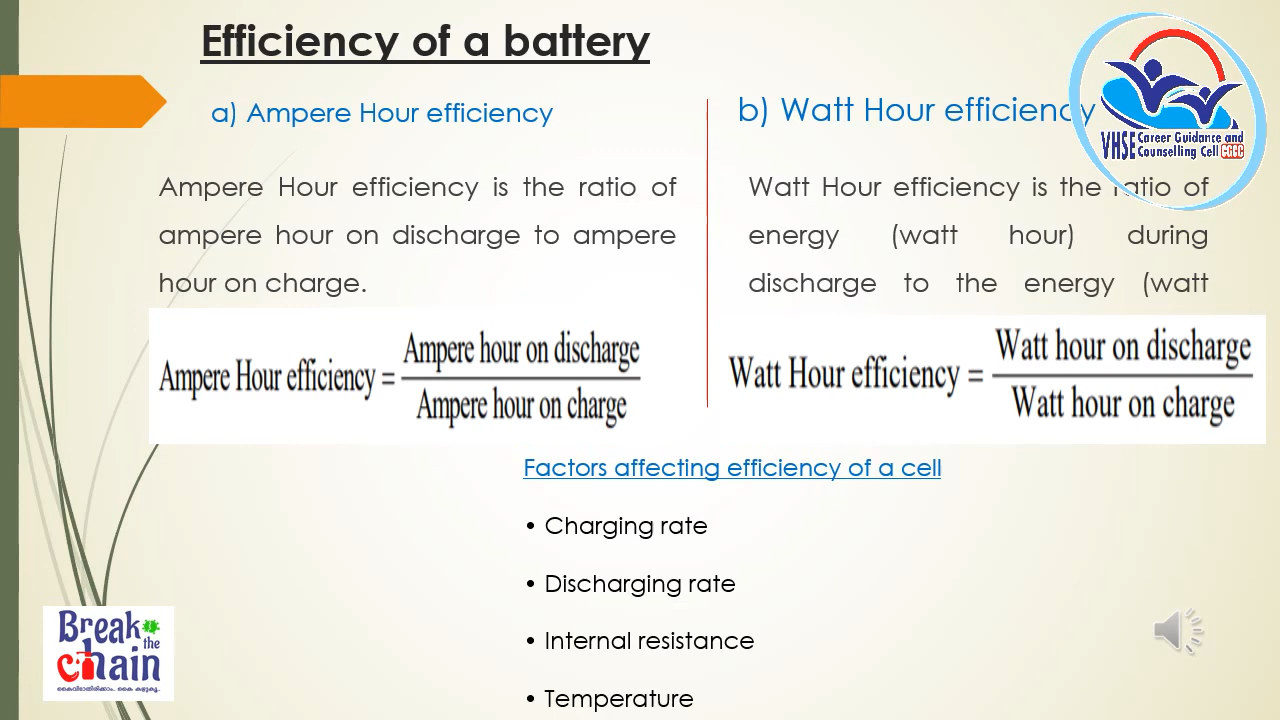 Efficiency of a battery
a) Ampere Hour efficiency
Ampere Hour efficiency is the ratio of
ampere hour on discharge to ampere
hour on charge.
Ampere Hour efficiency = Ampere hour on discharge
Ampere hour on charge
b) Watt Hour efficiency
Watt Hour efficiency is the ratio of
energy (watt hour) during
discharge to the energy (watt
Watt Hour efficiency = Watt hour on discharge
Watt hour on charge
Factors affecting efficiency of a cell
• Charging rate
• Discharging rate
• Internal resistance
• Temperature
VHSE Career Guidance and
Counselling Cell CGCC
Break
the
chain
കൈവിടാതിരിക്കാം.. കൈ കഴുകൂ..